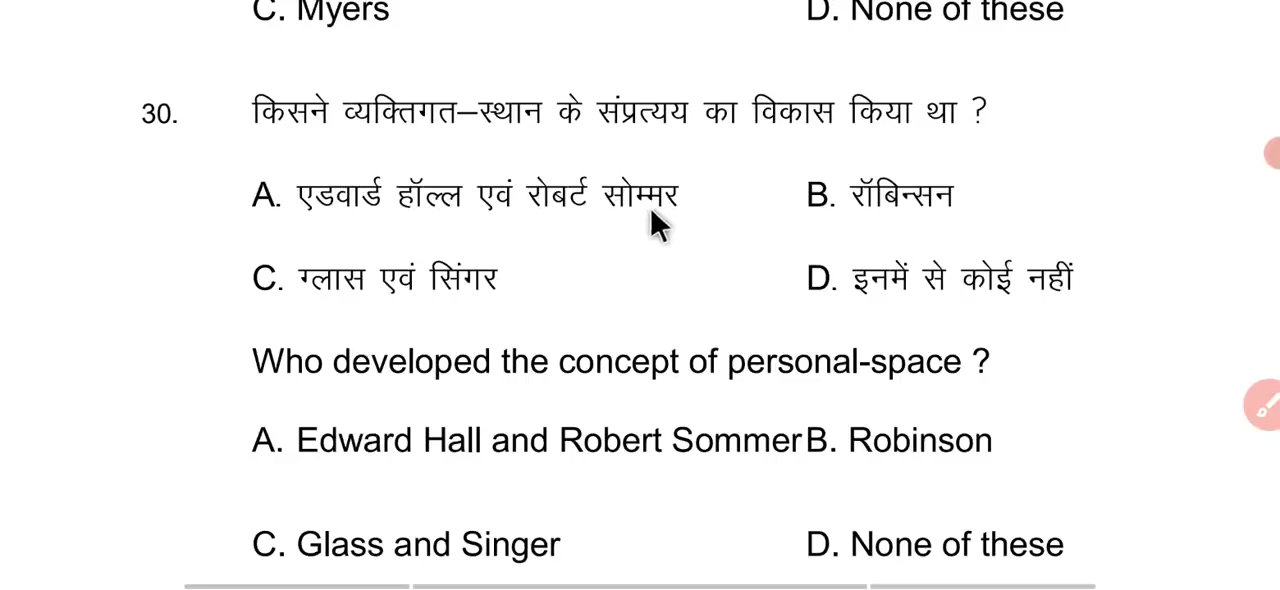 C. Myers D. None of these
30. किसने व्यक्तिगत–स्थान के संप्रत्यय का विकास किया था ?
A. एडवार्ड हॉल्ल एवं रोबर्ट सोम्मर B. रॉबिन्सन
C. ग्लास एवं सिंगर D. इनमें से कोई नहीं
Who developed the concept of personal-space ?
A. Edward Hall and Robert Sommer B. Robinson
C. Glass and Singer D. None of these